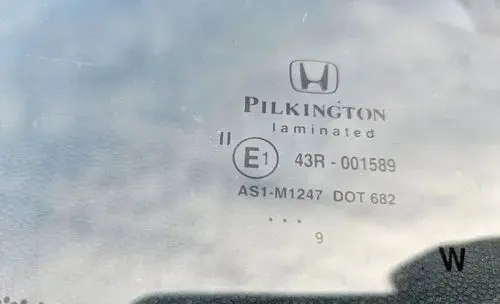 PILKINGTON
laminated
II E1 43R - 001589
AS1-M1247 DOT 682
...
9
W